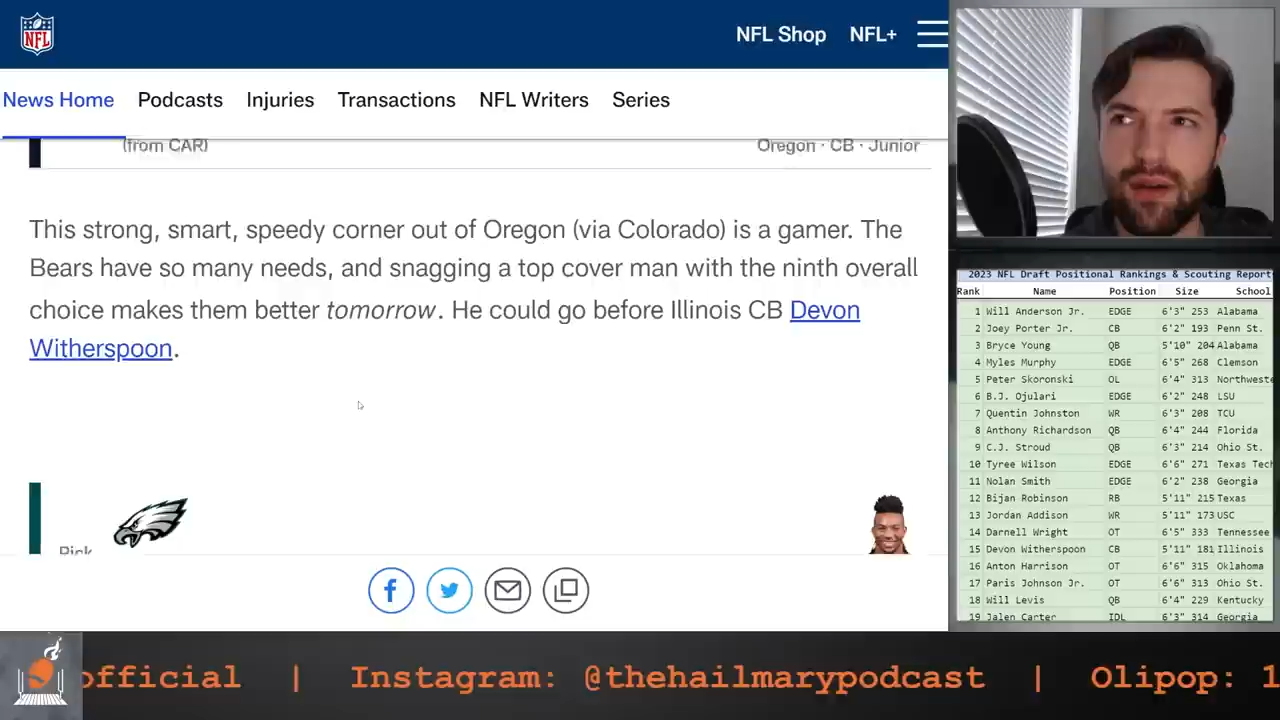 NFL
NFL Shop NFL+
News Home Podcasts Injuries Transactions NFL Writers Series
(from CAR) Oregon · CB · Junior
This strong, smart, speedy corner out of Oregon (via Colorado) is a gamer. The
Bears have so many needs, and snagging a top cover man with the ninth overall
choice makes them better tomorrow. He could go before Illinois CB Devon
Witherspoon.
Pick
2023 NFL Draft Positional Rankings & Scouting Report
Rank Name Position Size School
1 Will Anderson Jr. EDGE 6'3" 253 Alabama
2 Joey Porter Jr. CB 6'2" 193 Penn St.
3 Bryce Young QB 5'10" 204 Alabama
4 Myles Murphy EDGE 6'5" 268 Clemson
5 Peter Skoronski OL 6'4" 313 Northweste
6 B.J. Ojulari EDGE 6'2" 248 LSU
7 Quentin Johnston WR 6'3" 208 TCU
8 Anthony Richardson QB 6'4" 244 Florida
9 C.J. Stroud QB 6'3" 214 Ohio St.
10 Tyree Wilson EDGE 6'6" 271 Texas Tech
11 Nolan Smith EDGE 6'2" 238 Georgia
12 Bijan Robinson RB 5'11" 215 Texas
13 Jordan Addison WR 5'11" 173 USC
14 Darnell Wright OT 6'5" 333 Tennessee
15 Devon Witherspoon CB 5'11" 181 Illinois
16 Anton Harrison OT 6'6" 315 Oklahoma
17 Paris Johnson Jr. OT 6'6" 313 Ohio St.
18 Will Levis QB 6'4" 229 Kentucky
19 Jalen Carter IDL 6'3" 314 Georgia
official | Instagram: @thehailmarypodcast | Olipop: 1